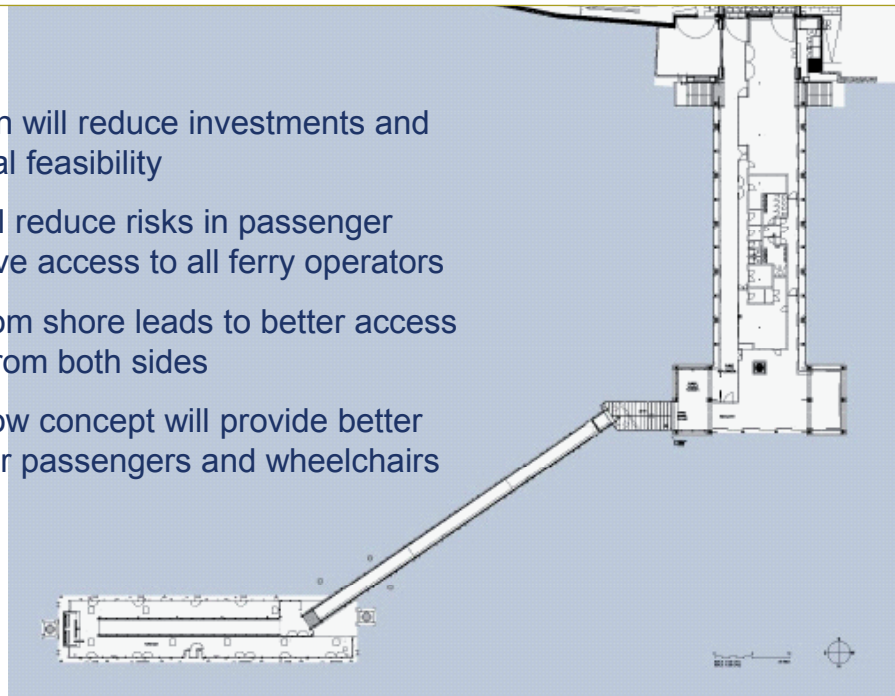 n will reduce investments and
al feasibility
l reduce risks in passenger
ve access to all ferry operators
om shore leads to better access
rom both sides
ow concept will provide better
r passengers and wheelchairs